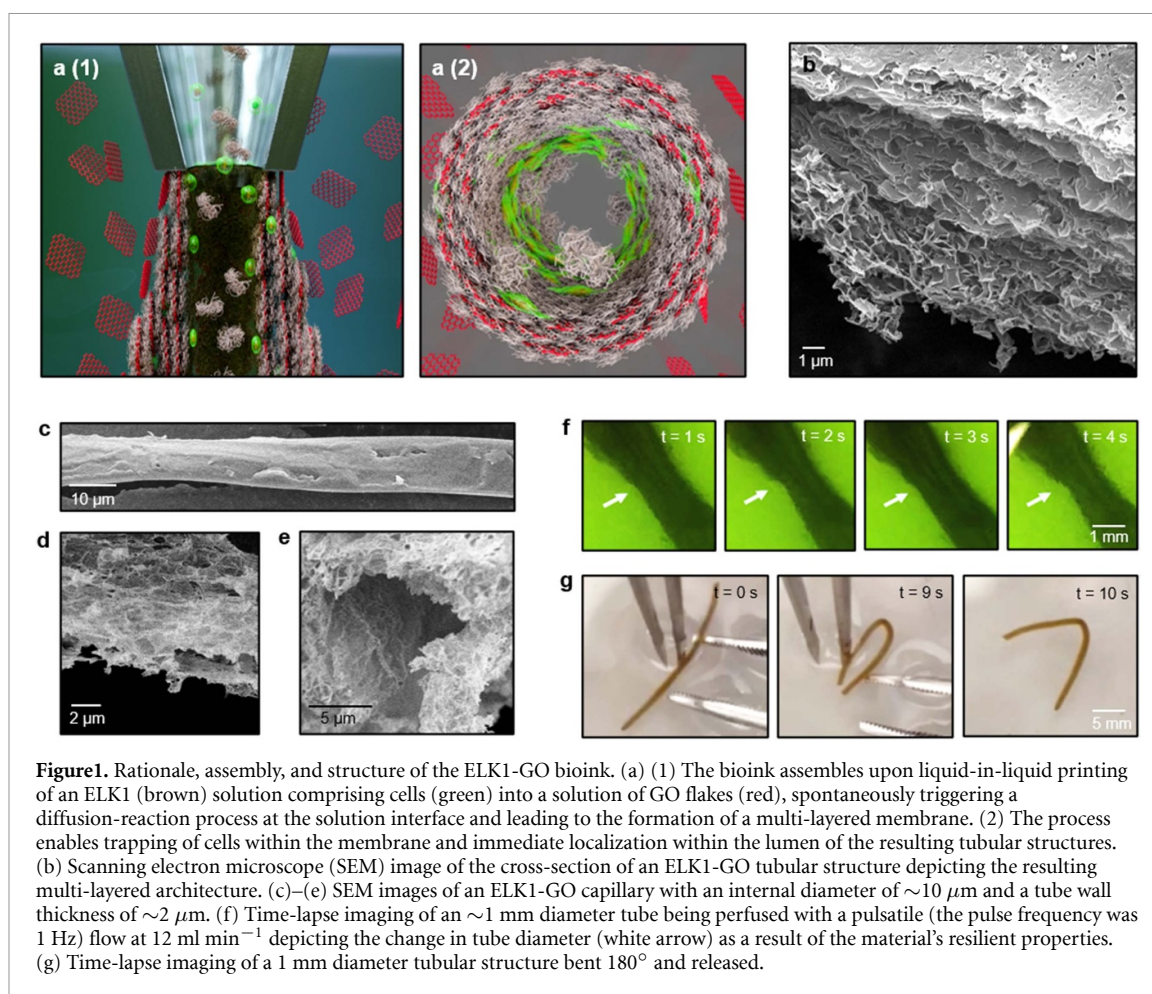 a (1)
a (2)
b
1 µm
c
10 µm
d
2 µm
e
5 µm
f
t = 1 s
t = 2 s
t = 3 s
t = 4 s
1 mm
g
t = 0 s
t = 9 s
t = 10 s
5 mm
Figure1. Rationale, assembly, and structure of the ELK1-GO bioink. (a) (1) The bioink assembles upon liquid-in-liquid printing
of an ELK1 (brown) solution comprising cells (green) into a solution of GO flakes (red), spontaneously triggering a
diffusion-reaction process at the solution interface and leading to the formation of a multi-layered membrane. (2) The process
enables trapping of cells within the membrane and immediate localization within the lumen of the resulting tubular structures.
(b) Scanning electron microscope (SEM) image of the cross-section of an ELK1-GO tubular structure depicting the resulting
multi-layered architecture. (c)–(e) SEM images of an ELK1-GO capillary with an internal diameter of ∼10 µm and a tube wall
thickness of ∼2 µm. (f) Time-lapse imaging of an ∼1 mm diameter tube being perfused with a pulsatile (the pulse frequency was
1 Hz) flow at 12 ml min⁻¹ depicting the change in tube diameter (white arrow) as a result of the material's resilient properties.
(g) Time-lapse imaging of a 1 mm diameter tubular structure bent 180° and released.